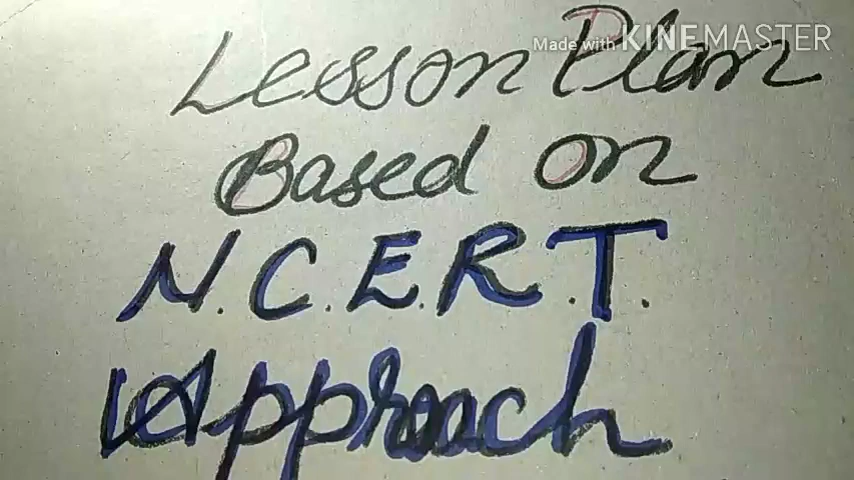 Made with KINEMASTER
Lesson Plan
Based on
N.C.E.R.T.
Approach